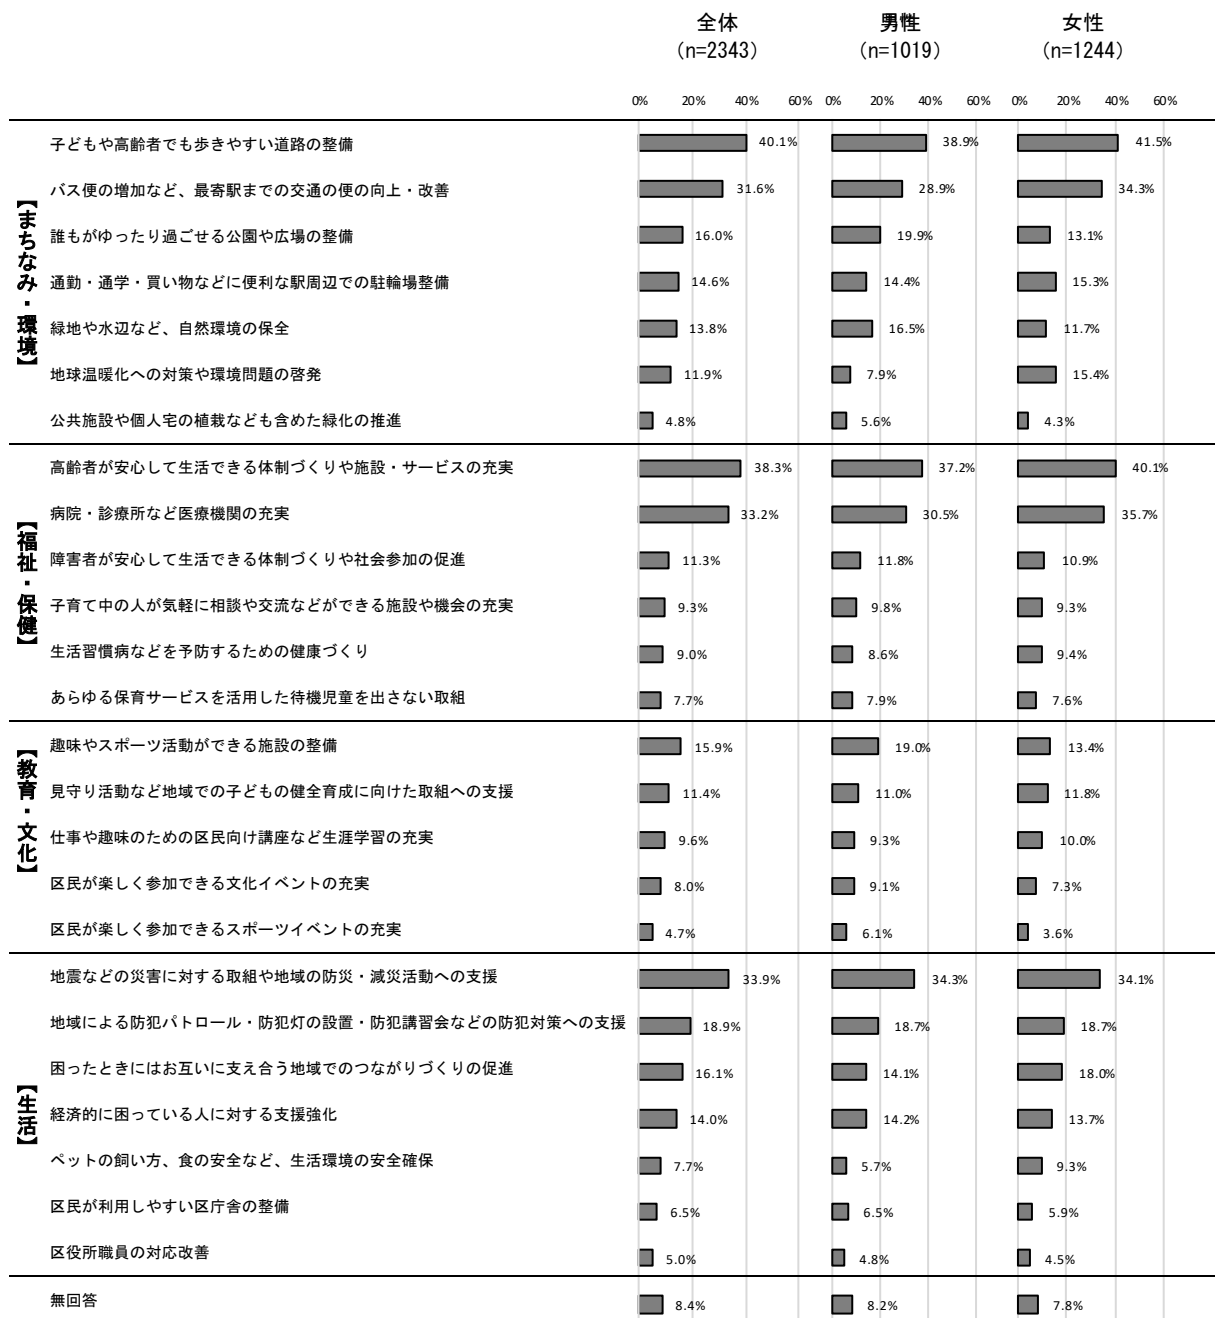 全体 男性 女性
（n=2343） （n=1019） （n=1244）
0% 20% 40% 60% 0% 20% 40% 60% 0% 20% 40% 60%
【まちなみ・環境】
子どもや高齢者でも歩きやすい道路の整備 40.1% 38.9% 41.5%
バス便の増加など、最寄駅までの交通の便の向上・改善 31.6% 28.9% 34.3%
誰もがゆったり過ごせる公園や広場の整備 16.0% 19.9% 13.1%
通勤・通学・買い物などに便利な駅周辺での駐輪場整備 14.6% 14.4% 15.3%
緑地や水辺など、自然環境の保全 13.8% 16.5% 11.7%
地球温暖化への対策や環境問題の啓発 11.9% 7.9% 15.4%
公共施設や個人宅の植栽なども含めた緑化の推進 4.8% 5.6% 4.3%
【福祉・保健】
高齢者が安心して生活できる体制づくりや施設・サービスの充実 38.3% 37.2% 40.1%
病院・診療所など医療機関の充実 33.2% 30.5% 35.7%
障害者が安心して生活できる体制づくりや社会参加の促進 11.3% 11.8% 10.9%
子育て中の人が気軽に相談や交流などができる施設や機会の充実 9.3% 9.8% 9.3%
生活習慣病などを予防するための健康づくり 9.0% 8.6% 9.4%
あらゆる保育サービスを活用した待機児童を出さない取組 7.7% 7.9% 7.6%
【教育・文化】
趣味やスポーツ活動ができる施設の整備 15.9% 19.0% 13.4%
見守り活動など地域での子どもの健全育成に向けた取組への支援 11.4% 11.0% 11.8%
仕事や趣味のための区民向け講座など生涯学習の充実 9.6% 9.3% 10.0%
区民が楽しく参加できる文化イベントの充実 8.0% 9.1% 7.3%
区民が楽しく参加できるスポーツイベントの充実 4.7% 6.1% 3.6%
【生活】
地震などの災害に対する取組や地域の防災・減災活動への支援 33.9% 34.3% 34.1%
地域による防犯パトロール・防犯灯の設置・防犯講習会などの防犯対策への支援 18.9% 18.7% 18.7%
困ったときにはお互いに支え合う地域でのつながりづくりの促進 16.1% 14.1% 18.0%
経済的に困っている人に対する支援強化 14.0% 14.2% 13.7%
ペットの飼い方、食の安全など、生活環境の安全確保 7.7% 5.7% 9.3%
区民が利用しやすい区庁舎の整備 6.5% 6.5% 5.9%
区役所職員の対応改善 5.0% 4.8% 4.5%
無回答 8.4% 8.2% 7.8%